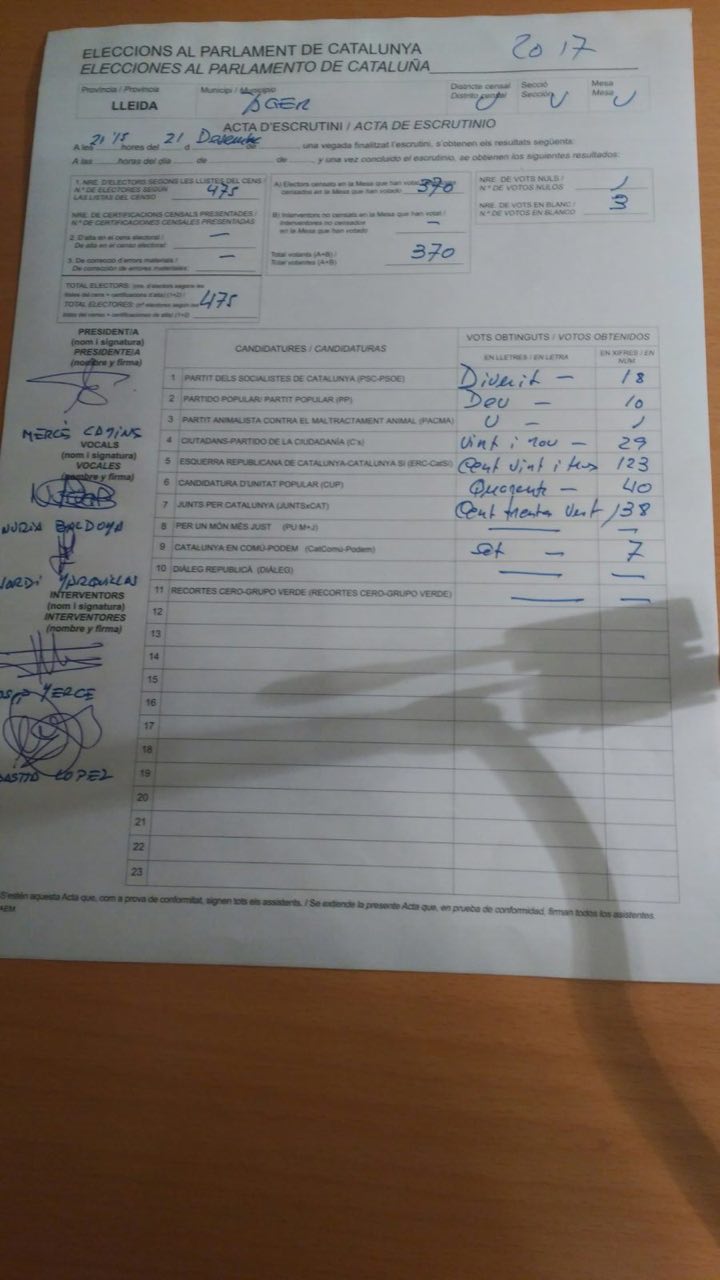 ELECCIONS AL PARLAMENT DE CATALUNYA 2017
ELECCIONES AL PARLAMENTO DE CATALUÑA
Província / Provincia Municipi / Municipio Districte censal Secció Mesa
Distrito censal Sección Mesa
LLEIDA AGER U U U
ACTA D'ESCRUTINI / ACTA DE ESCRUTINIO
A les 21'15 hores del 21 d Desembre de una vegada finalitzat l'escrutini, s'obtenen els resultats següents:
A las horas del día de de y una vez concluido el escrutinio, se obtienen los siguientes resultados:
1. NRE. D'ELECTORS SEGONS LES LLISTES DEL CENS /
N.º DE ELECTORES SEGÚN
LAS LISTAS DEL CENSO 475
NRE. DE CERTIFICACIONS CENSALS PRESENTADES /
N.º DE CERTIFICACIONES CENSALES PRESENTADAS
2. D'alta en el cens electoral /
De alta en el censo electoral: —
3. De correcció d'errors materials /
De corrección de errores materiales: —
TOTAL ELECTORS: (nre. d'electors segons les
llistes del cens + certificacions d'alta) (1+2) /
TOTAL ELECTORES: (nº electores según las
listas del censo + certificaciones de alta) (1+2) 475
A) Electors censats en la Mesa que han votat
censados en la Mesa que han votado 370
B) Interventors no censats en la Mesa que han votat /
Interventores no censados
en la Mesa que han votado —
Total votants (A+B) /
Total votantes (A+B) 370
NRE. DE VOTS NULS /
N.º DE VOTOS NULOS 1
NRE. DE VOTS EN BLANC /
N.º DE VOTOS EN BLANCO 3
PRESIDENT/A
(nom i signatura)
PRESIDENTE/A
(nombre y firma)
MERCÈ
VOCALS
(nom i signatura)
VOCALES
(nombre y firma)
NURIA BALDOYA
INTERVENTORS
(nom i signatura)
INTERVENTORES
(nombre y firma)
LOPEZ
CANDIDATURES / CANDIDATURAS VOTS OBTINGUTS / VOTOS OBTENIDOS
EN LLETRES / EN LETRA EN XIFRES / EN NÚM.
1 PARTIT DELS SOCIALISTES DE CATALUNYA (PSC-PSOE) Divuit — 18
2 PARTIDO POPULAR/ PARTIT POPULAR (PP) Deu — 10
3 PARTIT ANIMALISTA CONTRA EL MALTRACTAMENT ANIMAL (PACMA) U — 1
4 CIUTADANS-PARTIDO DE LA CIUDADANÍA (C's) Vint i nou — 29
5 ESQUERRA REPUBLICANA DE CATALUNYA-CATALUNYA SÍ (ERC-CatSí) Cent vint i tres 123
6 CANDIDATURA D'UNITAT POPULAR (CUP) Quaranta — 40
7 JUNTS PER CATALUNYA (JUNTSxCAT) Cent trenta vuit 138
8 PER UN MÓN MÉS JUST (PU M+J) — —
9 CATALUNYA EN COMÚ-PODEM (CatComú-Podem) Set — 7
10 DIÀLEG REPUBLICÀ (DIÀLEG) — —
11 RECORTES CERO-GRUPO VERDE (RECORTES CERO-GRUPO VERDE) — —
12
13
14
15
16
17
18
19
20
21
22
23
S'estén aquesta Acta que, com a prova de conformitat, signen tots els assistents. / Se extiende la presente Acta que, en prueba de conformidad, firman todos los asistentes.